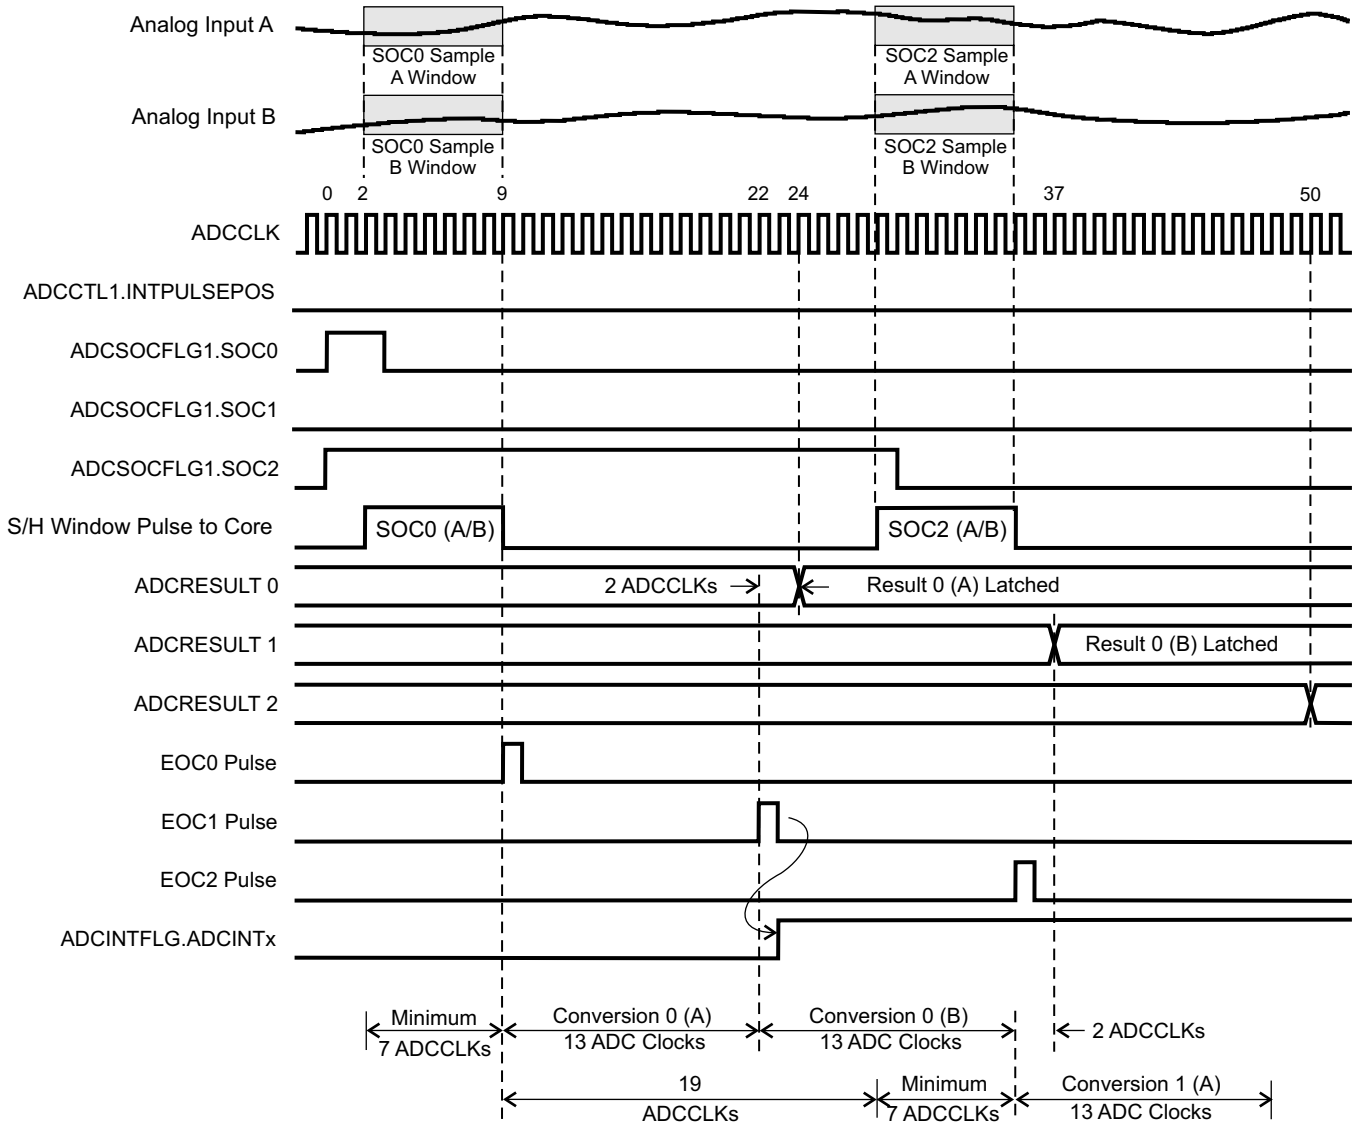 Analog Input A
SOC0 Sample
A Window
SOC2 Sample
A Window
Analog Input B
SOC0 Sample
B Window
SOC2 Sample
B Window
0 2 9 22 24 37 50
ADCCLK
ADCCTL1.INTPULSEPOS
ADCSOCFLG1.SOC0
ADCSOCFLG1.SOC1
ADCSOCFLG1.SOC2
S/H Window Pulse to Core SOC0 (A/B) SOC2 (A/B)
ADCRESULT 0 2 ADCCLKs Result 0 (A) Latched
ADCRESULT 1 Result 0 (B) Latched
ADCRESULT 2
EOC0 Pulse
EOC1 Pulse
EOC2 Pulse
ADCINTFLG.ADCINTx
Minimum
7 ADCCLKs
Conversion 0 (A)
13 ADC Clocks
Conversion 0 (B)
13 ADC Clocks
2 ADCCLKs
19
ADCCLKs
Minimum
7 ADCCLKs
Conversion 1 (A)
13 ADC Clocks